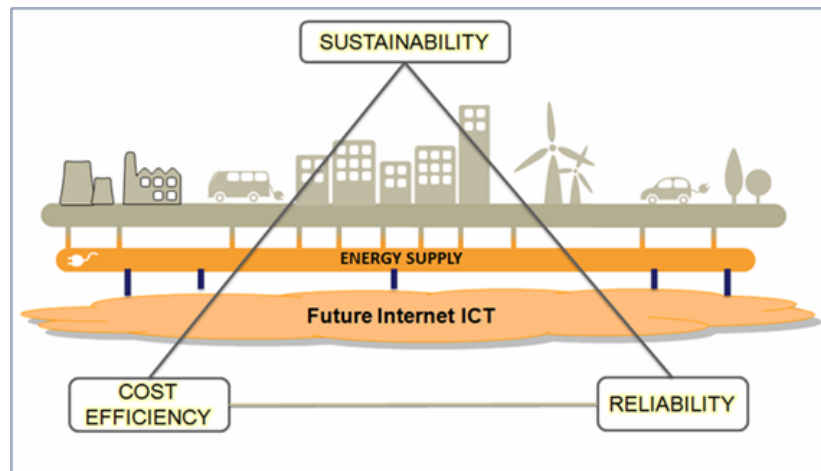 SUSTAINABILITY
ENERGY SUPPLY
Future Internet ICT
COST
EFFICIENCY
RELIABILITY